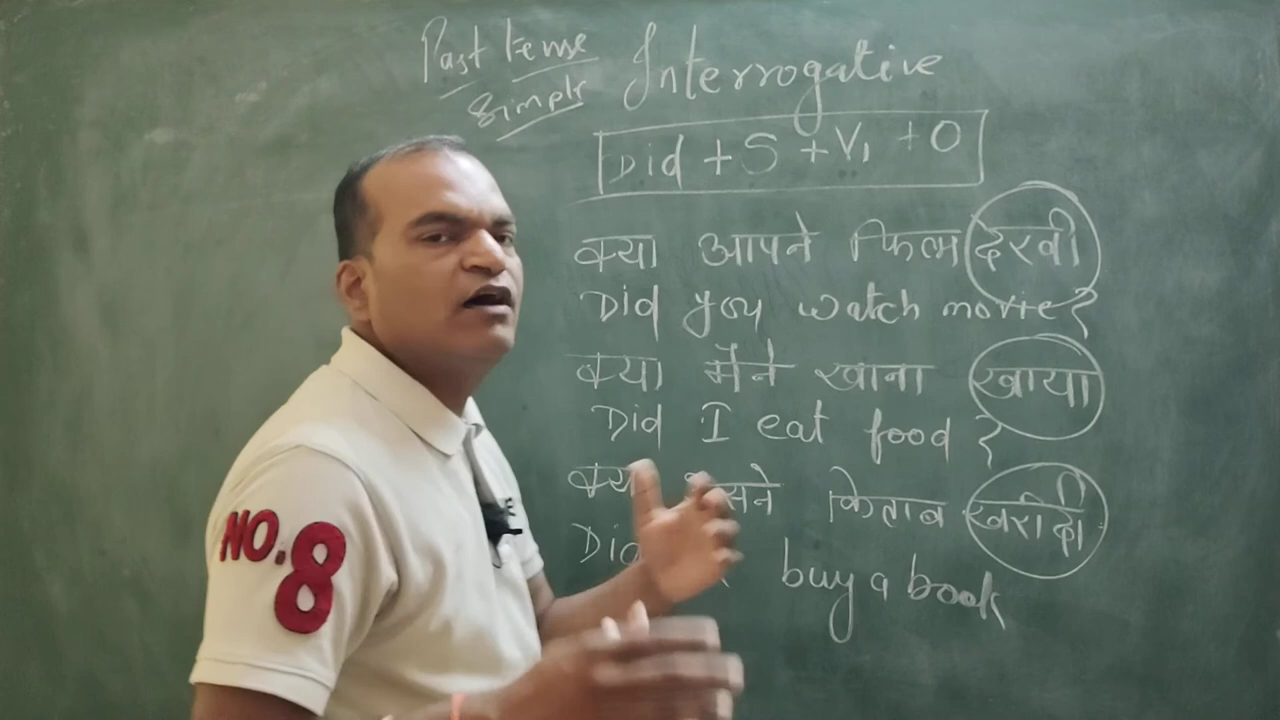 Past tense
Simple
Interrogative
Did + S + V1 + O
क्या आपने फिल्म देखी
Did you watch movie?
क्या मैंने खाना खाया
Did I eat food?
किताब खरीदी
buy a book
NO.8